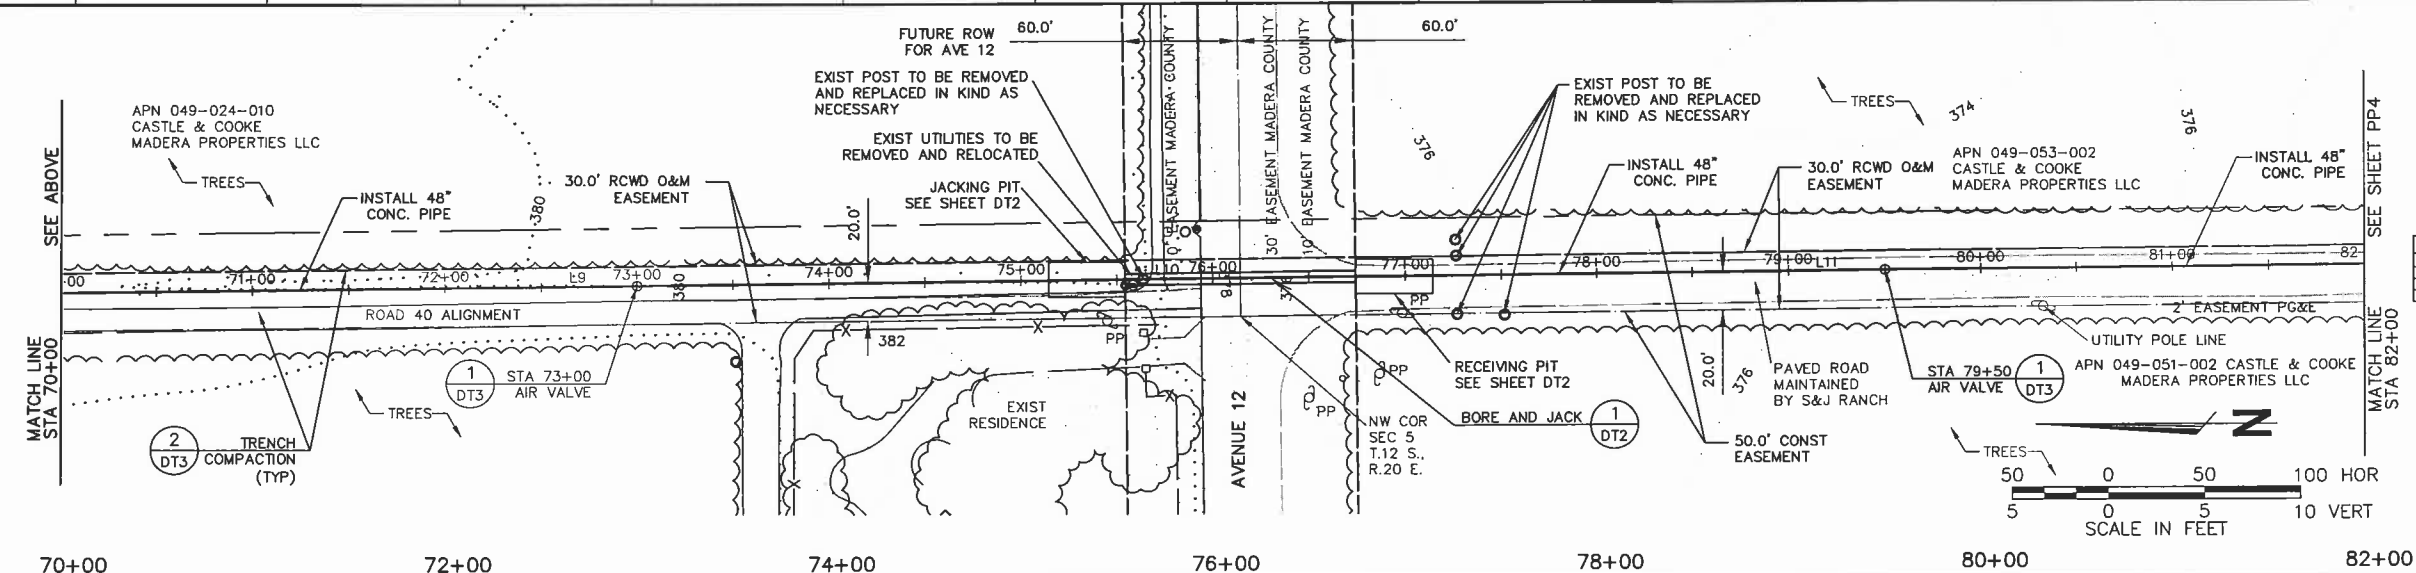 FUTURE ROW
FOR AVE 12
60.0'
60.0'
EXIST POST TO BE REMOVED
AND REPLACED IN KIND AS
NECESSARY
EXIST UTILITIES TO BE
REMOVED AND RELOCATED
JACKING PIT
SEE SHEET DT2
APN 049-024-010
CASTLE & COOKE
MADERA PROPERTIES LLC
TREES
SEE ABOVE
INSTALL 48"
CONC. PIPE
380
30.0' RCWD O&M
EASEMENT
20.0'
EASEMENT MADERA COUNTY
30' EASEMENT MADERA COUNTY
10' EASEMENT MADERA COUNTY
EXIST POST TO BE
REMOVED AND REPLACED
IN KIND AS NECESSARY
376
TREES
374
376
INSTALL 48"
CONC. PIPE
30.0' RCWD O&M
EASEMENT
APN 049-053-002
CASTLE & COOKE
MADERA PROPERTIES LLC
INSTALL 48"
CONC. PIPE
SEE SHEET PP4
00
71+00
72+00
L9
73+00
380
74+00
75+00
L10
76+00
77+00
78+00
79+00
L11
80+00
81+00
82
ROAD 40 ALIGNMENT
382
PP
PP
PP
PP
2' EASEMENT PG&E
UTILITY POLE LINE
MATCH LINE
STA 70+00
1
DT3
STA 73+00
AIR VALVE
TREES
2
DT3
TRENCH
COMPACTION
(TYP)
EXIST
RESIDENCE
AVENUE 12
NW COR
SEC 5
T.12 S.,
R.20 E.
RECEIVING PIT
SEE SHEET DT2
BORE AND JACK
1
DT2
20.0'
376
PAVED ROAD
MAINTAINED
BY S&J RANCH
50.0' CONST
EASEMENT
STA 79+50
AIR VALVE
1
DT3
APN 049-051-002 CASTLE & COOKE
MADERA PROPERTIES LLC
MATCH LINE
STA 82+00
N
TREES
50 0 50 100 HOR
5 0 5 10 VERT
SCALE IN FEET
70+00 72+00 74+00 76+00 78+00 80+00 82+00